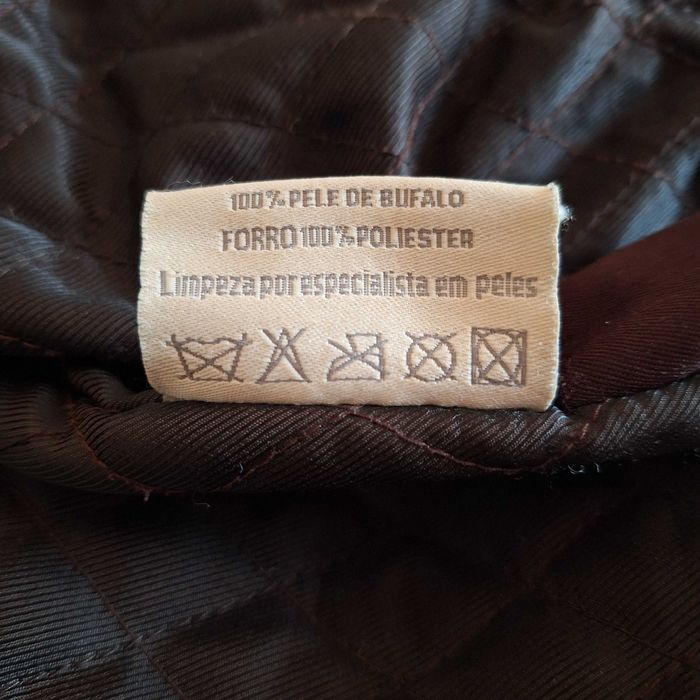 100% PELE DE BUFALO
FORRO 100% POLIESTER
Limpeza por especialista em peles